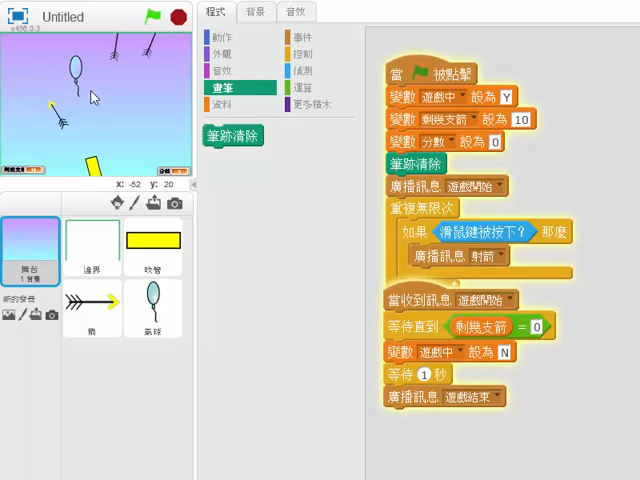 Untitled
v456.0.3
程式 背景 音效
動作 事件
外觀 控制
音效 偵測
畫筆 運算
資料 更多積木
筆跡清除
x: -52 y: 20
舞台
1 背景
新的背景
邊界
吹管
箭
氣球
當 被點擊
變數 遊戲中 設為 Y
變數 剩幾支箭 設為 10
變數 分數 設為 0
筆跡清除
廣播訊息 遊戲開始
重複無限次
如果 滑鼠鍵被按下? 那麼
廣播訊息 射箭
當收到訊息 遊戲開始
等待直到 剩幾支箭 = 0
變數 遊戲中 設為 N
等待 1 秒
廣播訊息 遊戲結束